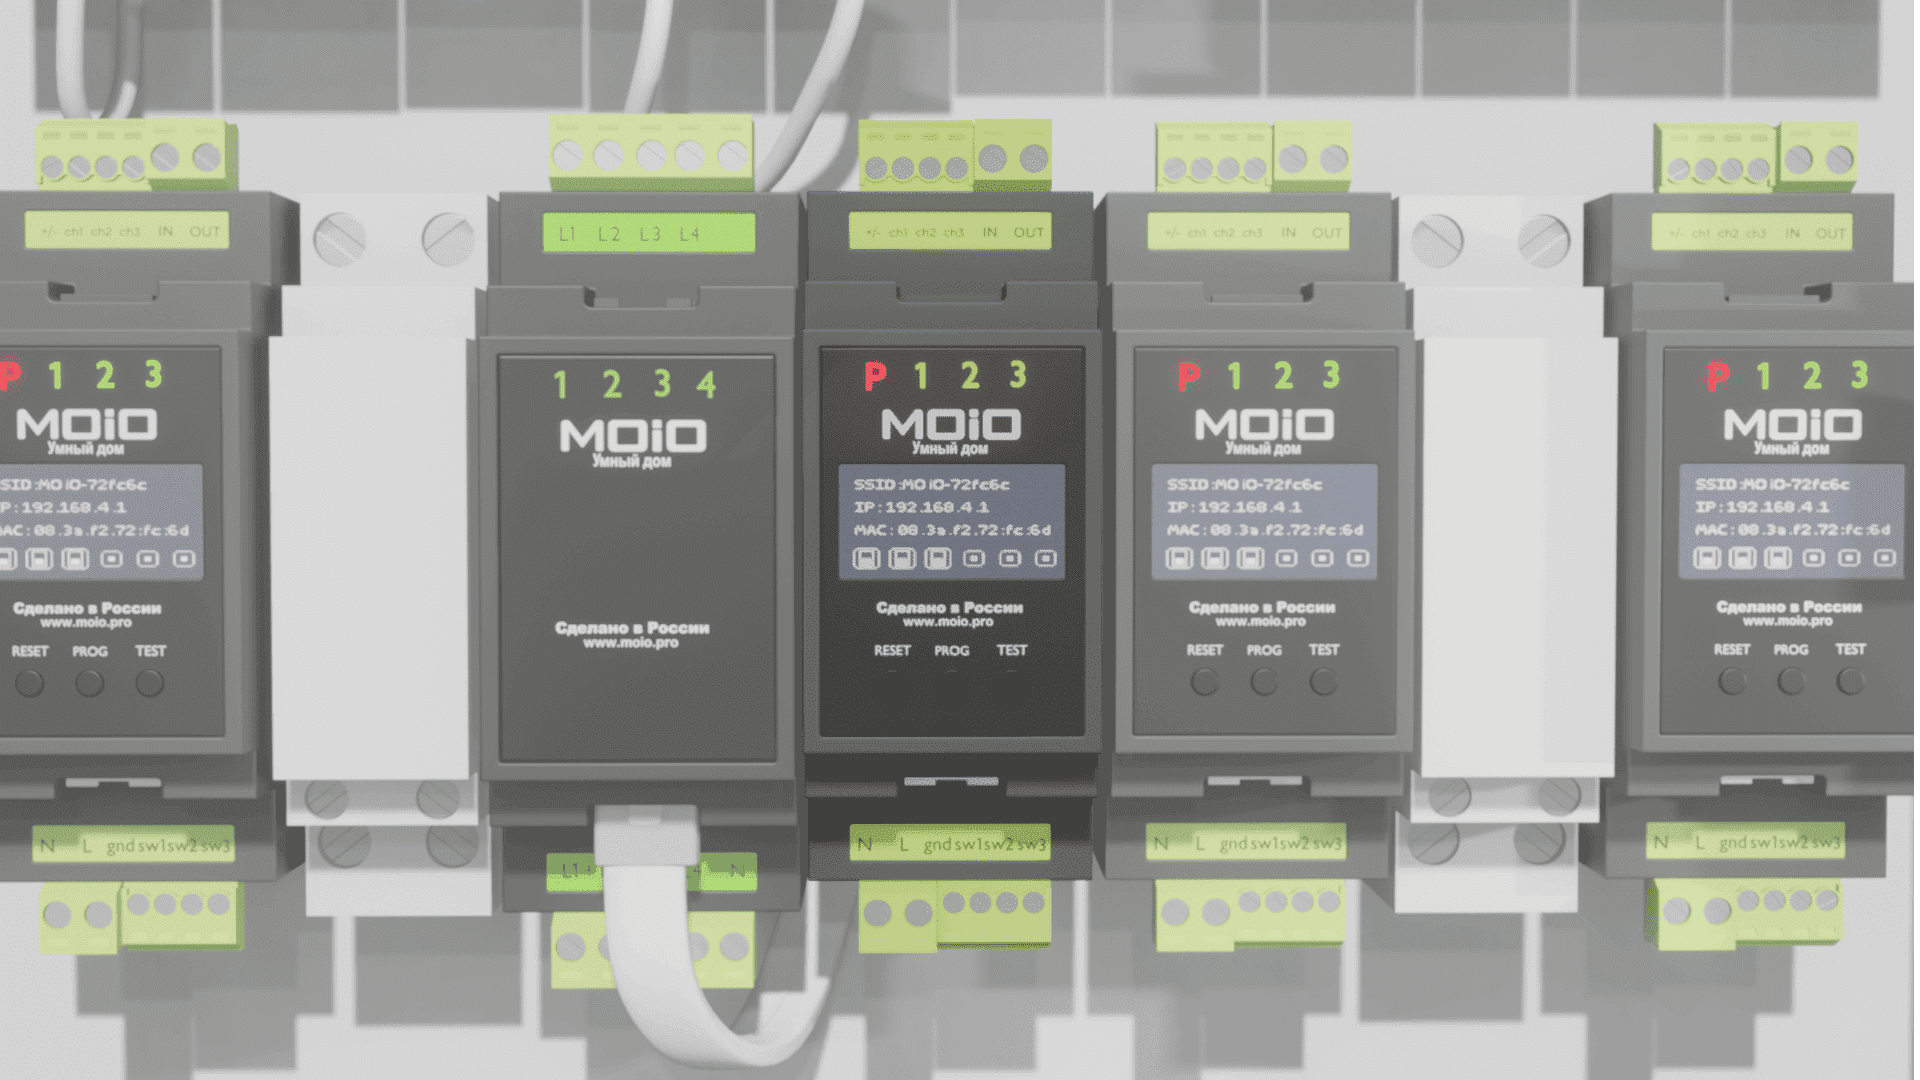 +/- ch1 ch2 ch3 IN OUT
P 1 2 3
MOiO
Умный дом
SSID:MOiO-72fc6c
IP:192.168.4.1
MAC:08.3a.f2.72:fc:6d
Сделано в России
www.moio.pro
RESET PROG TEST
N L gnd sw1 sw2 sw3
L1 L2 L3 L4
1 2 3 4
MOiO
Умный дом
Сделано в России
www.moio.pro
L1 L4 N
+/- ch1 ch2 ch3 IN OUT
P 1 2 3
MOiO
Умный дом
SSID:MOiO-72fc6c
IP:192.168.4.1
MAC:08.3a.f2.72:fc:6d
Сделано в России
www.moio.pro
RESET PROG TEST
N L gnd sw1 sw2 sw3
+/- ch1 ch2 ch3 IN OUT
P 1 2 3
MOiO
Умный дом
SSID:MOiO-72fc6c
IP:192.168.4.1
MAC:08.3a.f2.72:fc:6d
Сделано в России
www.moio.pro
RESET PROG TEST
N L gnd sw1 sw2 sw3
+/- ch1 ch2 ch3 IN OUT
P 1 2 3
MOiO
Умный дом
SSID:MOiO-72fc6c
IP:192.168.4.1
MAC:08.3a.f2.72:fc:6d
Сделано в России
www.moio.pro
RESET PROG TEST
N L gnd sw1 sw2 sw3